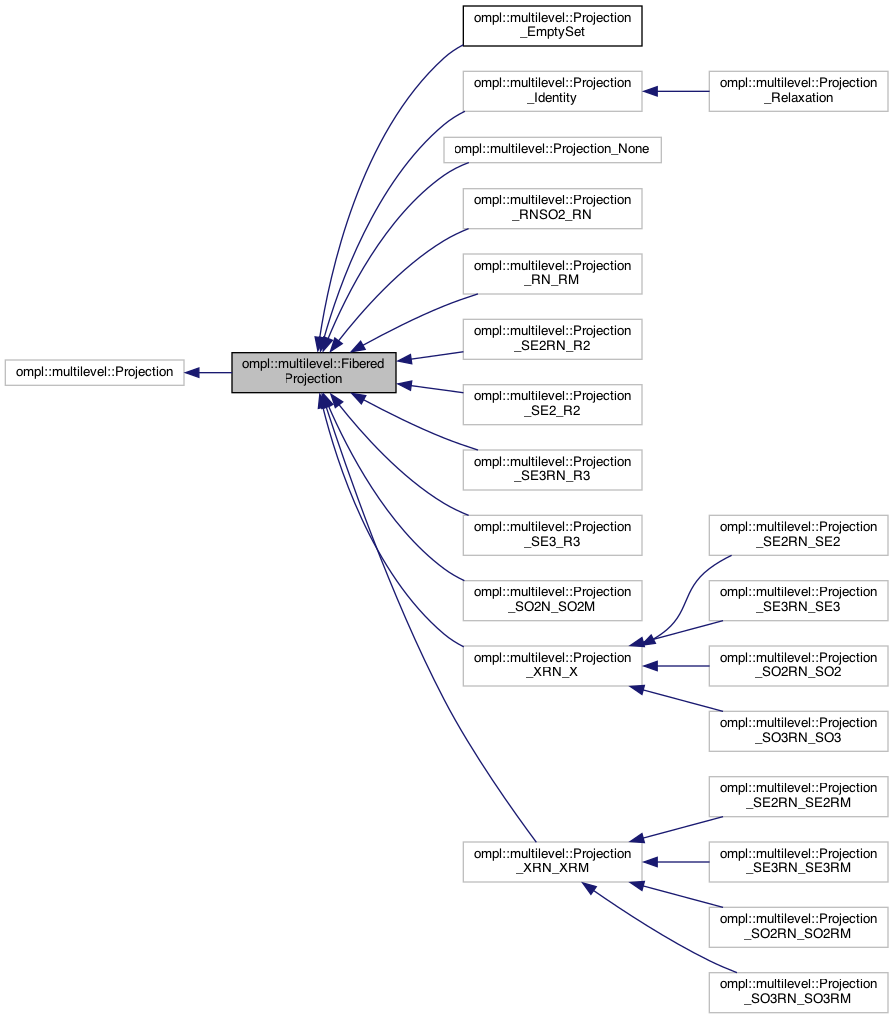 ompl::multilevel::Projection
_EmptySet
ompl::multilevel::Projection
_Identity
ompl::multilevel::Projection
_Relaxation
ompl::multilevel::Projection_None
ompl::multilevel::Projection
_RNSO2_RN
ompl::multilevel::Projection
_RN_RM
ompl::multilevel::Projection
_SE2RN_R2
ompl::multilevel::Projection
ompl::multilevel::Fibered
Projection
ompl::multilevel::Projection
_SE2_R2
ompl::multilevel::Projection
_SE3RN_R3
ompl::multilevel::Projection
_SE3_R3
ompl::multilevel::Projection
_SE2RN_SE2
ompl::multilevel::Projection
_SO2N_SO2M
ompl::multilevel::Projection
_SE3RN_SE3
ompl::multilevel::Projection
_XRN_X
ompl::multilevel::Projection
_SO2RN_SO2
ompl::multilevel::Projection
_SO3RN_SO3
ompl::multilevel::Projection
_SE2RN_SE2RM
ompl::multilevel::Projection
_XRN_XRM
ompl::multilevel::Projection
_SE3RN_SE3RM
ompl::multilevel::Projection
_SO2RN_SO2RM
ompl::multilevel::Projection
_SO3RN_SO3RM